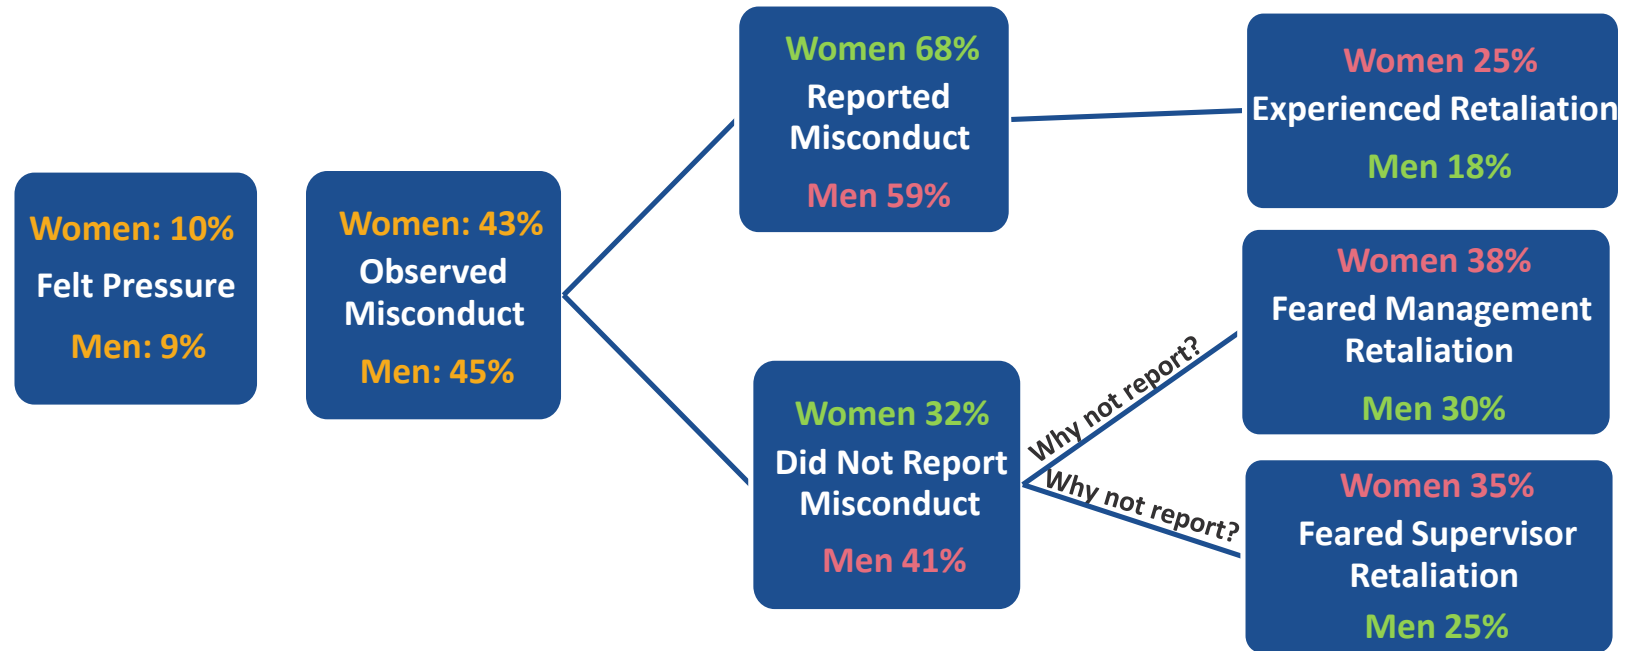 Women: 10%
Felt Pressure
Men: 9%
Women: 43%
Observed
Misconduct
Men: 45%
Women 68%
Reported
Misconduct
Men 59%
Women 25%
Experienced Retaliation
Men 18%
Women 32%
Did Not Report
Misconduct
Men 41%
Why not report?
Women 38%
Feared Management
Retaliation
Men 30%
Why not report?
Women 35%
Feared Supervisor
Retaliation
Men 25%